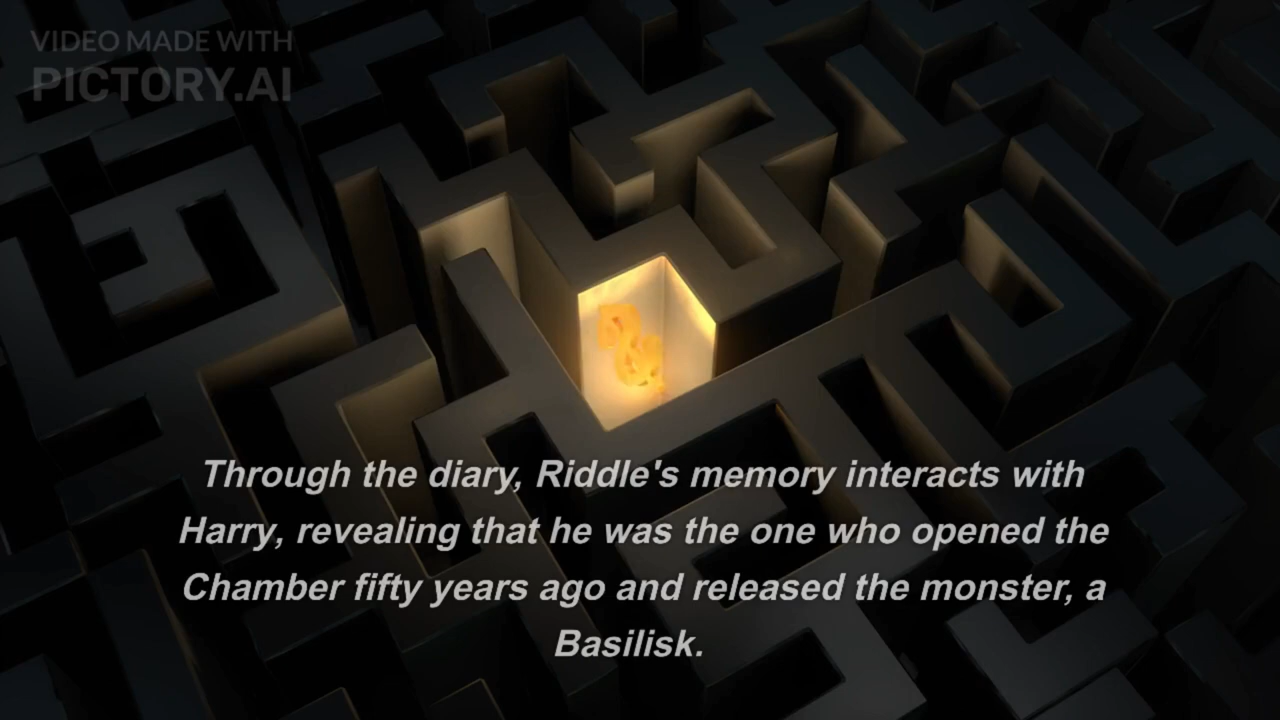 VIDEO MADE WITH
PICTORY.AI
Through the diary, Riddle's memory interacts with
Harry, revealing that he was the one who opened the
Chamber fifty years ago and released the monster, a
Basilisk.